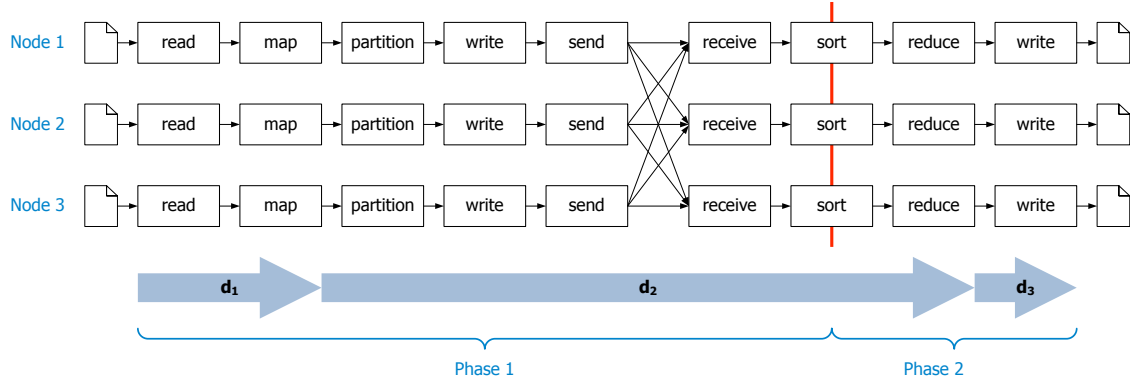 Node 1 read map partition write send receive sort reduce write
Node 2 read map partition write send receive sort reduce write
Node 3 read map partition write send receive sort reduce write
d₁ d₂ d₃
Phase 1 Phase 2